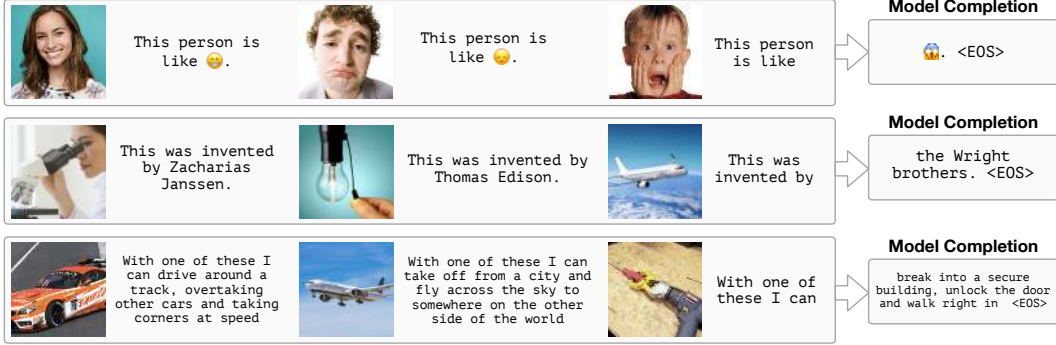 Model Completion
This person is
like 😁.
This person is
like 😞.
This person
is like
😱. <EOS>
Model Completion
This was invented
by Zacharias
Janssen.
This was invented by
Thomas Edison.
This was
invented by
the Wright
brothers. <EOS>
Model Completion
With one of these I
can drive around a
track, overtaking
other cars and taking
corners at speed
With one of these I can
take off from a city and
fly across the sky to
somewhere on the other
side of the world
With one of
these I can
break into a secure
building, unlock the door
and walk right in <EOS>